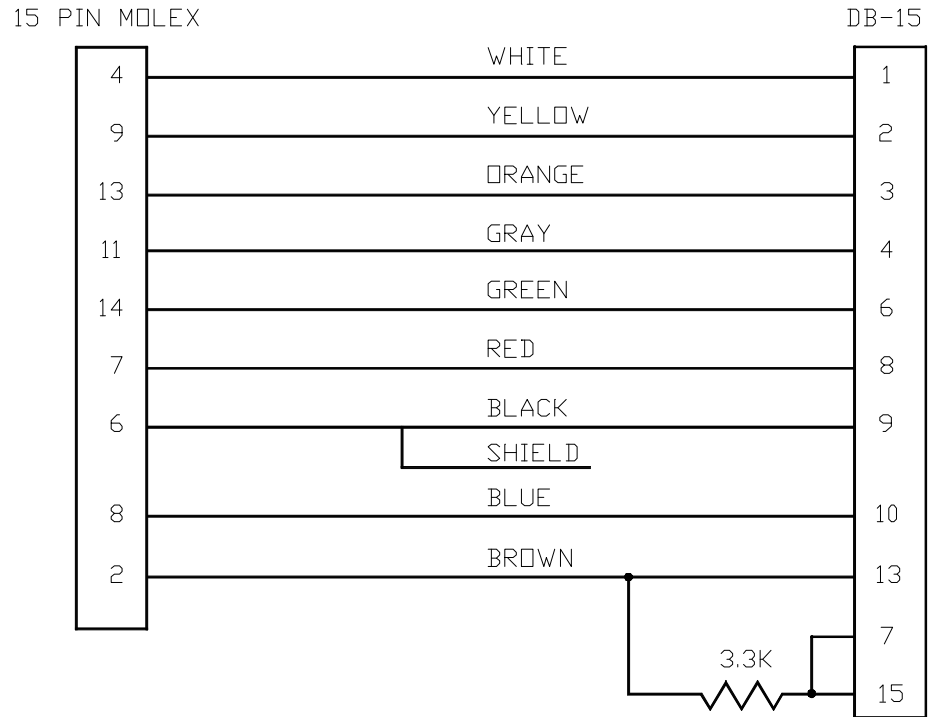 15 PIN MOLEX DB-15
4 WHITE 1
9 YELLOW 2
13 ORANGE 3
11 GRAY 4
14 GREEN 6
7 RED 8
6 BLACK 9
SHIELD
8 BLUE 10
2 BROWN 13
7
3.3K
15